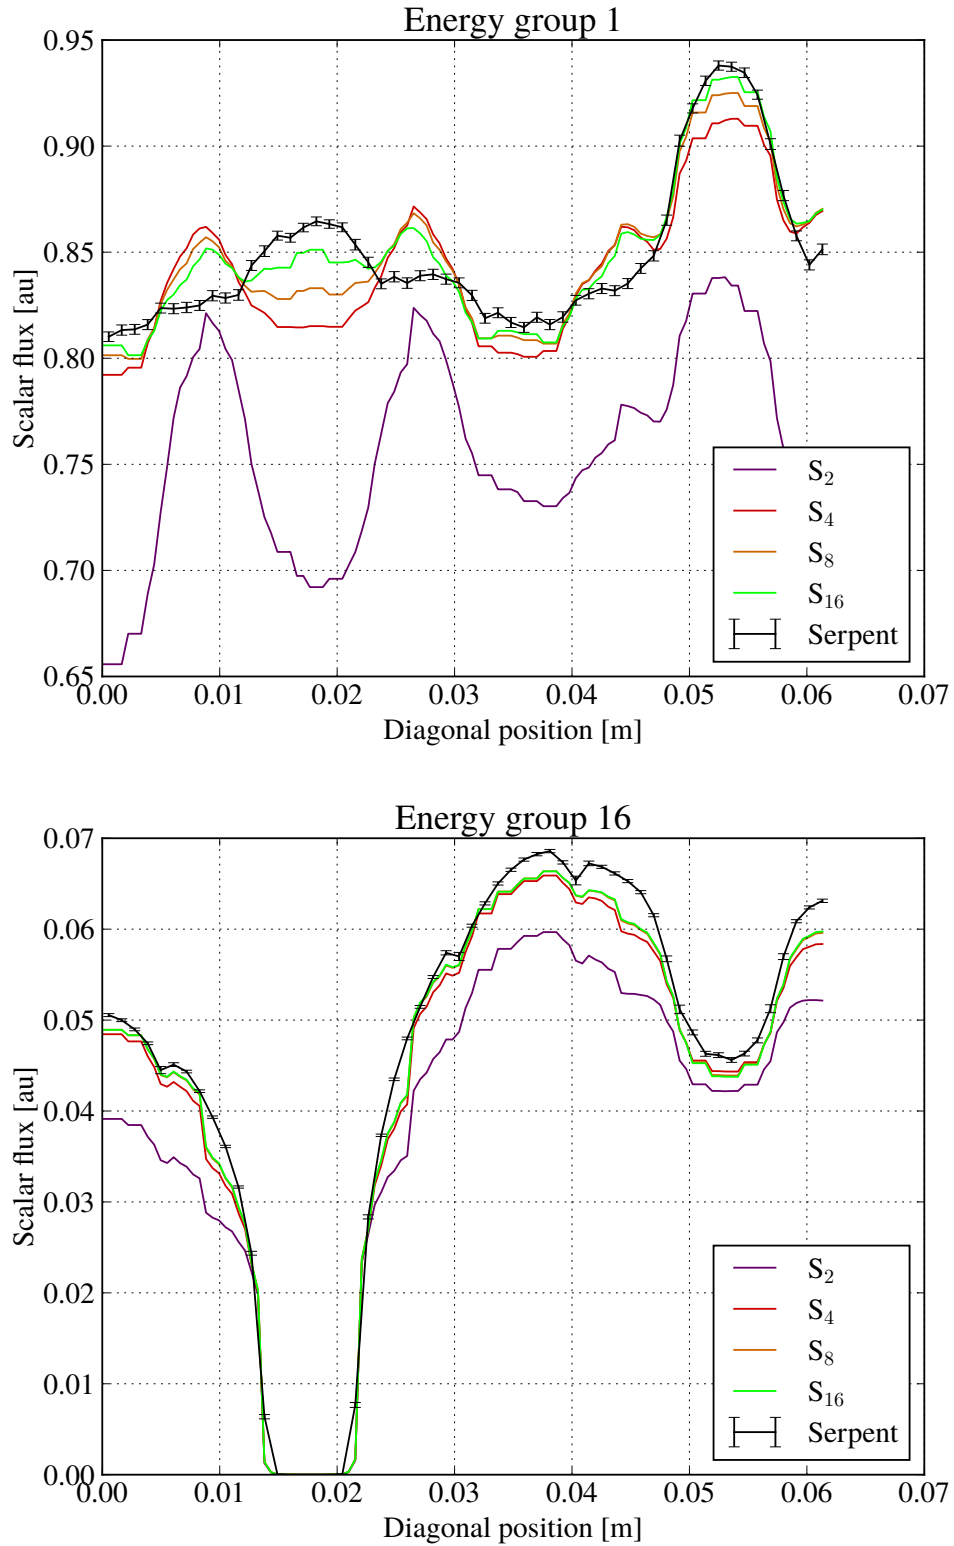 Energy group 1
0.95
0.90
0.85
0.80
0.75
0.70
0.65
Scalar flux [au]
0.00 0.01 0.02 0.03 0.04 0.05 0.06 0.07
Diagonal position [m]
S₂
S₄
S₈
S₁₆
Serpent
Energy group 16
0.07
0.06
0.05
0.04
0.03
0.02
0.01
0.00
Scalar flux [au]
0.00 0.01 0.02 0.03 0.04 0.05 0.06 0.07
Diagonal position [m]
S₂
S₄
S₈
S₁₆
Serpent